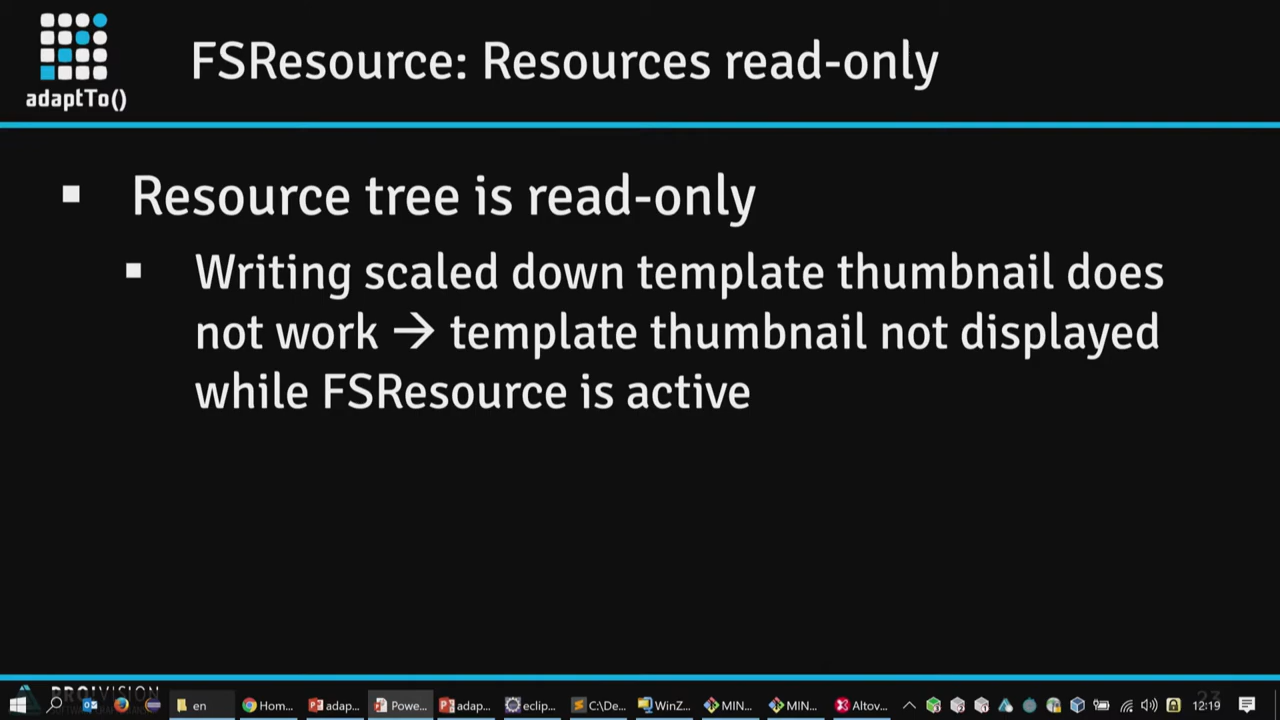 FSResource: Resources read-only
adaptTo()
▪ Resource tree is read-only
▪ Writing scaled down template thumbnail does
not work → template thumbnail not displayed
while FSResource is active
en
Hom...
adap...
Powe...
adap...
eclip...
C:\De...
WinZ...
MIN...
MIN...
Altov...
12:19